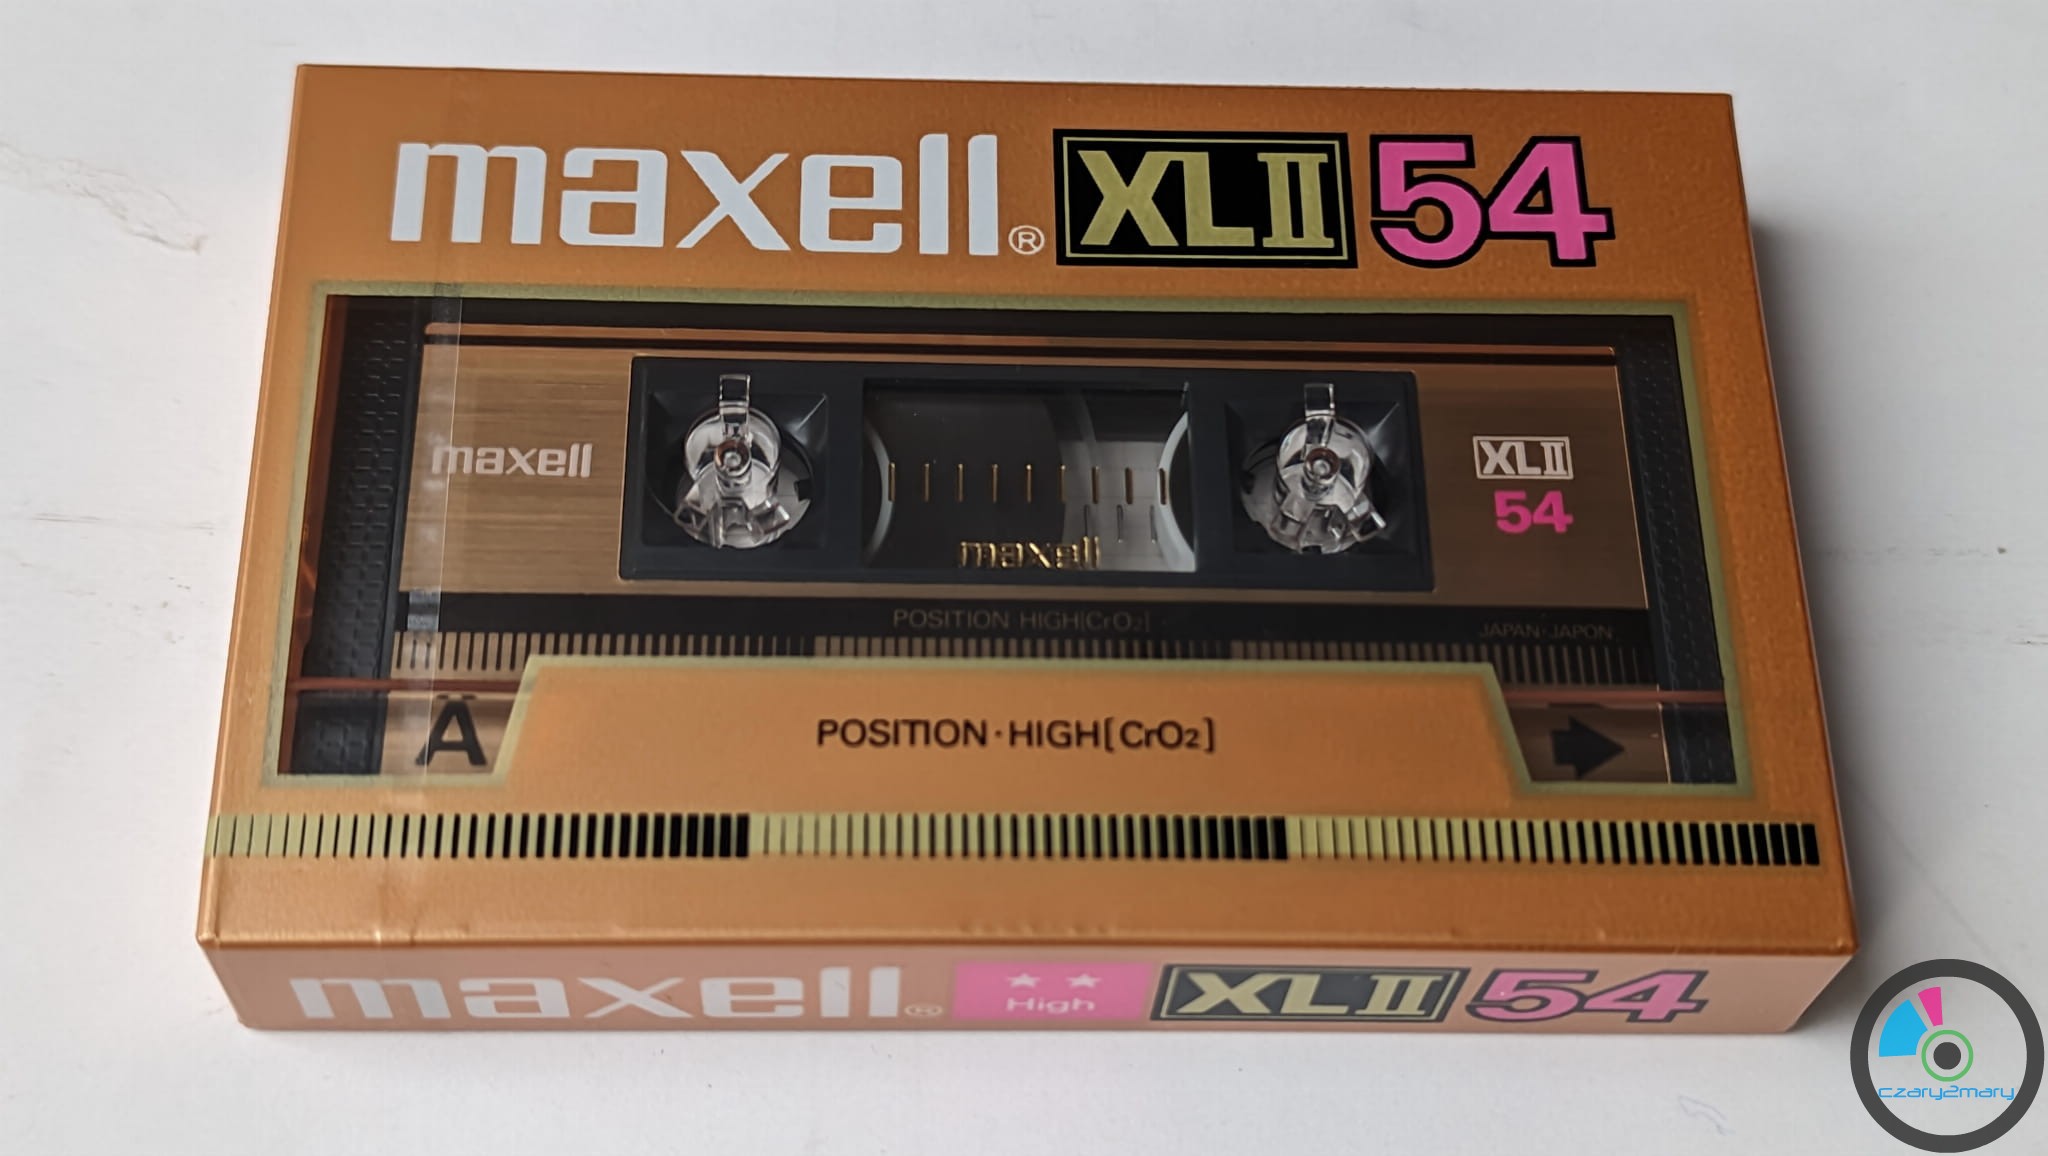 maxell® XLII 54
maxell
XLII
54
maxell
POSITION·HIGH[CrO₂]
JAPAN·JAPON
A
POSITION·HIGH[CrO₂]
maxell® ★ ★ High XLII 54
czary2mary